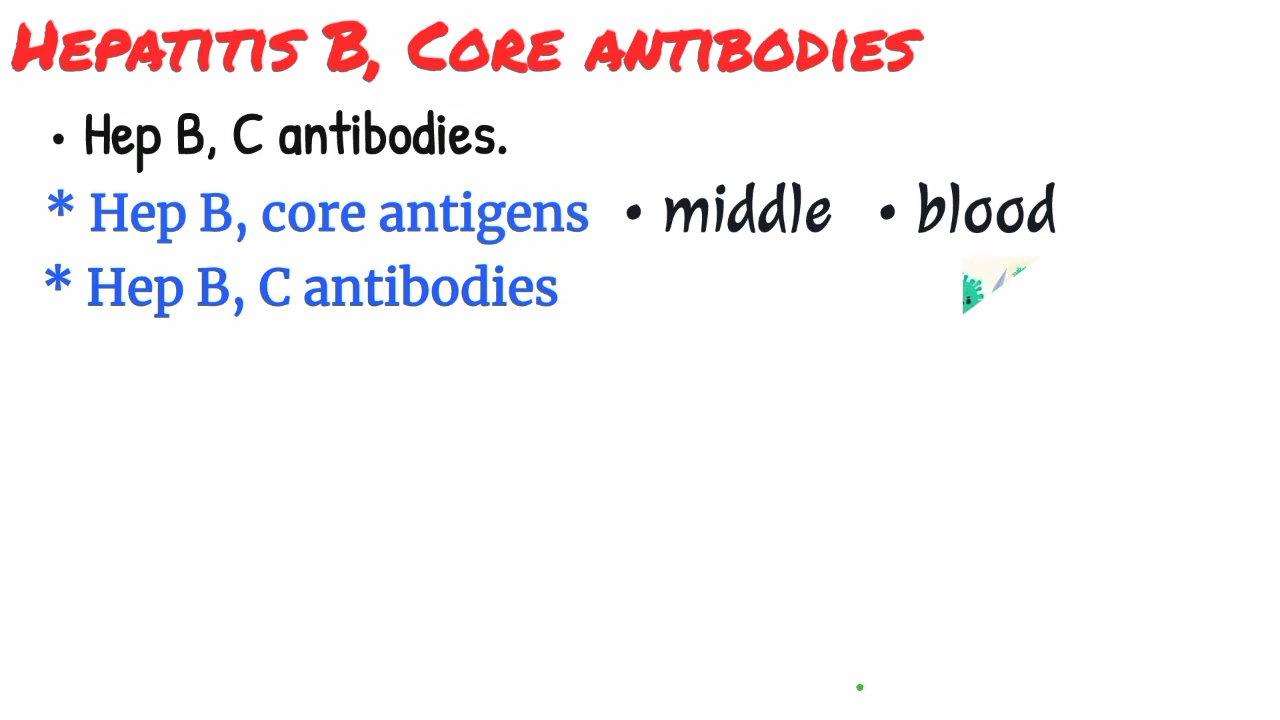 Hepatitis B, Core antibodies
• Hep B, C antibodies.
* Hep B, core antigens • middle • blood
* Hep B, C antibodies